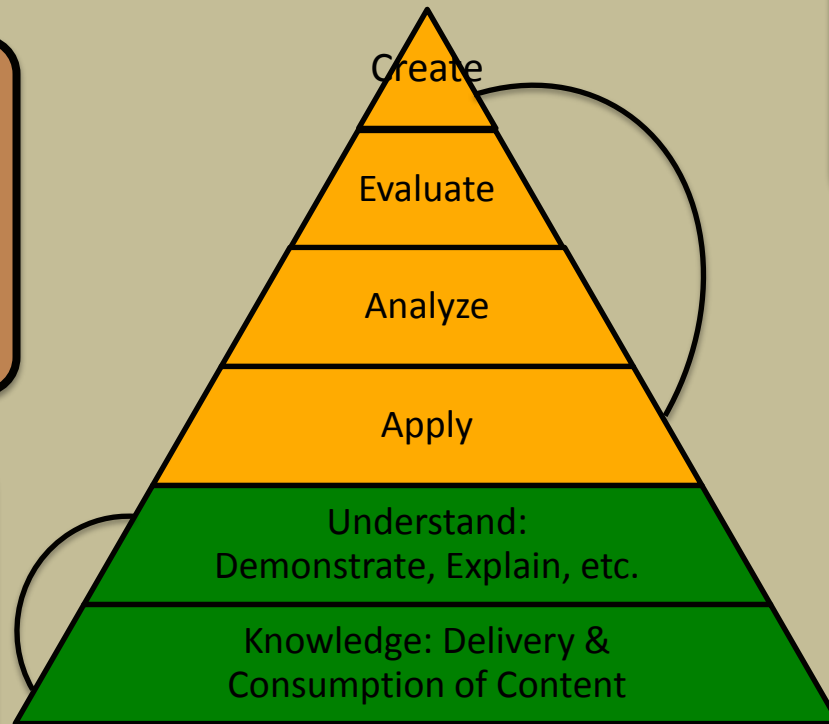 Create
Evaluate
Analyze
Apply
Understand:
Demonstrate, Explain, etc.
Knowledge: Delivery &
Consumption of Content